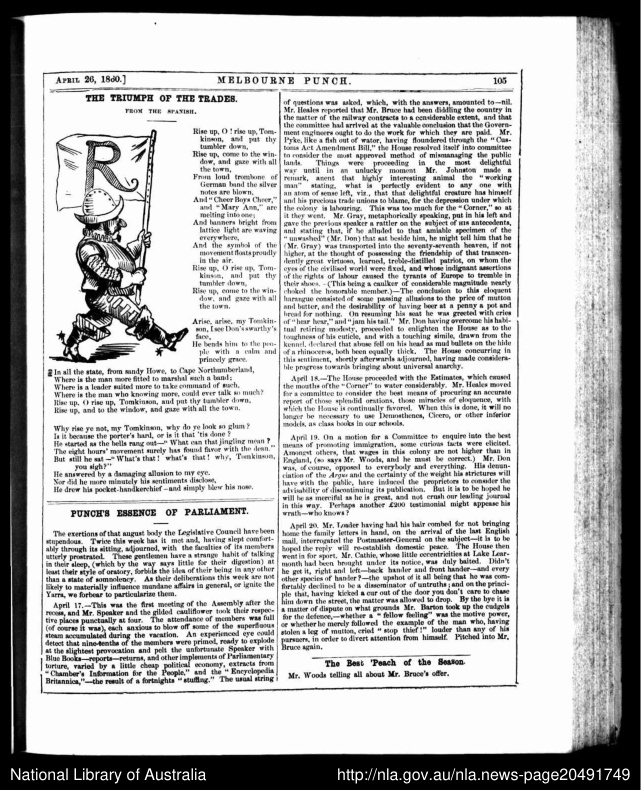 APRIL 26, 1860.]
MELBOURNE PUNCH.
105
THE TRIUMPH OF THE TRADES.
FROM THE SPANISH.
R
Rise up, O ! rise up, Tom-
kinson, and put thy
tumbler down,
Rise up, come to the win-
dow, and gaze with all
the town,
From loud trombone of
German band the silver
notes are blown,
And "Cheer Boys Cheer,"
and "Mary Ann," are
melting into one;
And banners bright from
lattice light are waving
everywhere,
And the symbol of the
movement floats proudly
in the air.
Rise up, O rise up, Tom-
kinson, and put thy
tumbler down,
Rise up, come to the win-
dow, and gaze with all
the town.
Arise, arise, my Tomkin-
son, I see Don's swarthy's
face,
He bends him to the peo-
ple with a calm and
princely grace.
In all the state, from sandy Howe, to Cape Northumberland,
Where is the man more fitted to marshal such a band;
Where is a leader suited more to take command of such,
Where is the man who knowing more, could ever talk so much?
Rise up, O rise up, Tomkinson, and put thy tumbler down,
Rise up, and to the window, and gaze with all the town.
Why rise ye not, my Tomkinson, why do ye look so glum ?
Is it because the porter's hard, or is it that 'tis done ?
He started as the bells rang out—" What can that jingling mean ?
The eight hours' movement surely has found favor with the dean."
But still he sat —" What's that ! what's that ! why, Tomkinson,
you sigh?"
He answered by a damaging allusion to my eye.
Nor did he more minutely his sentiments disclose,
He drew his pocket-handkerchief—and simply blew his nose.
PUNCH'S ESSENCE OF PARLIAMENT.
The exertions of that august body the Legislative Council have been
stupendous. Twice this week has it met and, having slept comfort-
ably through its sitting, adjourned, with the faculties of its members
utterly prostrated. These gentlemen have a strange habit of talking
in their sleep, (which by the way says little for their digestion) at
least their style of oratory, forbids the idea of their being in any other
than a state of somnolency. As their deliberations this week are not
likely to materially influence mundane affairs in general, or ignite the
Yarra, we forbear to particularize them.
April 17.—This was the first meeting of the Assembly after the
recess, and Mr. Speaker and the gilded cauliflower took their respec-
tive places punctually at four. The attendance of members was full
(of course it was), each anxious to blow off some of the superfluous
steam accumulated during the vacation. An experienced eye could
detect that nine-tenths of the members were primed, ready to explode
at the slightest provocation and pelt the unfortunate Speaker with
Blue Books—reports—returns, and other implements of Parliamentary
torture, varied by a little cheap political economy, extracts from
"Chamber's Information for the People," and the "Encyclopedia
Britannica,"—the result of a fortnights "stuffing." The usual string
of questions was asked, which, with the answers, amounted to—nil.
Mr. Heales reported that Mr. Bruce had been diddling the country in
the matter of the railway contracts to a considerable extent, and that
the committee had arrived at the valuable conclusion that the Govern-
ment engineers ought to do the work for which they are paid. Mr.
Pyke, like a fish out of water, having floundered through the "Cus-
toms Act Amendment Bill," the House resolved itself into committee
to consider the most approved method of mismanaging the public
lands. Things were proceeding in the most delightful
way until in an unlucky moment Mr. Johnston made a
remark, anent that highly interesting animal the "working
man" stating, what is perfectly evident to any one with
an atom of sense left, viz., that that delightful creature has himself
and his precious trade unions to blame, for the depression under which
the colony is labouring. This was too much for the "Corner," so at
it they went. Mr. Gray, metaphorically speaking, put in his left and
gave the previous speaker a rattler on the subject of his antecedents,
and stating that, if he alluded to that amiable specimen of the
"unwashed" (Mr. Don) that sat beside him, he might tell him that he
(Mr. Gray) was transported into the seventy-seventh heaven, if not
higher, at the thought of possessing the friendship of that transcen-
dently great virtuous, learned, treble-distilled patriot, on whom the
eyes of the civilised world were fixed, and whose indignant assertions
of the rights of labour caused the tyrants of Europe to tremble in
their shoes.—(This being a caulker of considerable magnitude nearly
choked the honorable member.)—The conclusion to this eloquent
harangue consisted of some passing allusions to the price of mutton
and butter, and the desirability of having beer at a penny a pot and
bread for nothing. On resuming his seat he was greeted with cries
of "hear hear," and "jam his tail." Mr. Don having overcome his habi-
tual retiring modesty, proceeded to enlighten the House as to the
toughness of his cuticle, and with a touching simile, drawn from the
kennel, declared that abuse fell on his head as mud bullets on the hide
of a rhinoceros, both been equally thick. The House concurring in
this sentiment, shortly afterwards adjourned, having made considera-
ble progress towards bringing about universal anarchy.
April 18.—The House proceeded with the Estimates, which caused
the mouths of the "Corner" to water considerably. Mr. Heales moved
for a committee to consider the best means of procuring an accurate
report of those splendid orations, those miracles of eloquence, with
which the House is continually favored. When this is done, it will no
longer be necessary to use Demosthenes, Cicero, or other inferior
models, as class books in our schools.
April 19. On a motion for a Committee to enquire into the best
means of promoting immigration, some curious facts were elicited.
Amongst others, that wages in this colony are not higher than in
England, (so says Mr. Woods, and he must be correct.) Mr. Don
was, of course, opposed to everybody and everything. His denun-
ciation of the Argus and the certainty of the weight his strictures will
have with the public, have induced the proprietors to consider the
advisability of discontinuing its publication. But it is to be hoped he
will be as merciful as he is great, and not crush our leading journal
in this way. Perhaps another £200 testimonial might appease his
wrath—who knows ?
April 20. Mr. Loader having had his hair combed for not bringing
home the family letters in hand, on the arrival of the last English
mail, interrogated the Postmaster-General on the subject—it is to be
hoped the reply will re-establish domestic peace. The House then
went in for sport. Mr. Cathie, whose little eccentricities at Lake Lear-
month had been brought under its notice, was duly baited. Didn't
he get it, right and left—back hander and front hander—and every
other species of hander ?—the upshot of it all being that he was com-
fortably declined to be a disseminator of untruths ; and on the princi-
ple that, having kicked a cur out of the door you don't care to chase
him down the street, the matter was allowed to drop. By the bye it is
a matter of dispute on what grounds Mr. Barton took up the cudgels
for the defence,—whether a "fellow feeling" was the motive power,
or whether he merely followed the example of the man who, having
stolen a leg of mutton, cried "stop thief !" louder than any of his
pursuers, in order to divert attention from himself. Pitched into Mr,
Bruce again.
The Best 'Peach of the Season.
Mr. Woods telling all about Mr. Bruce's offer.
National Library of Australia
http://nla.gov.au/nla.news-page20491749